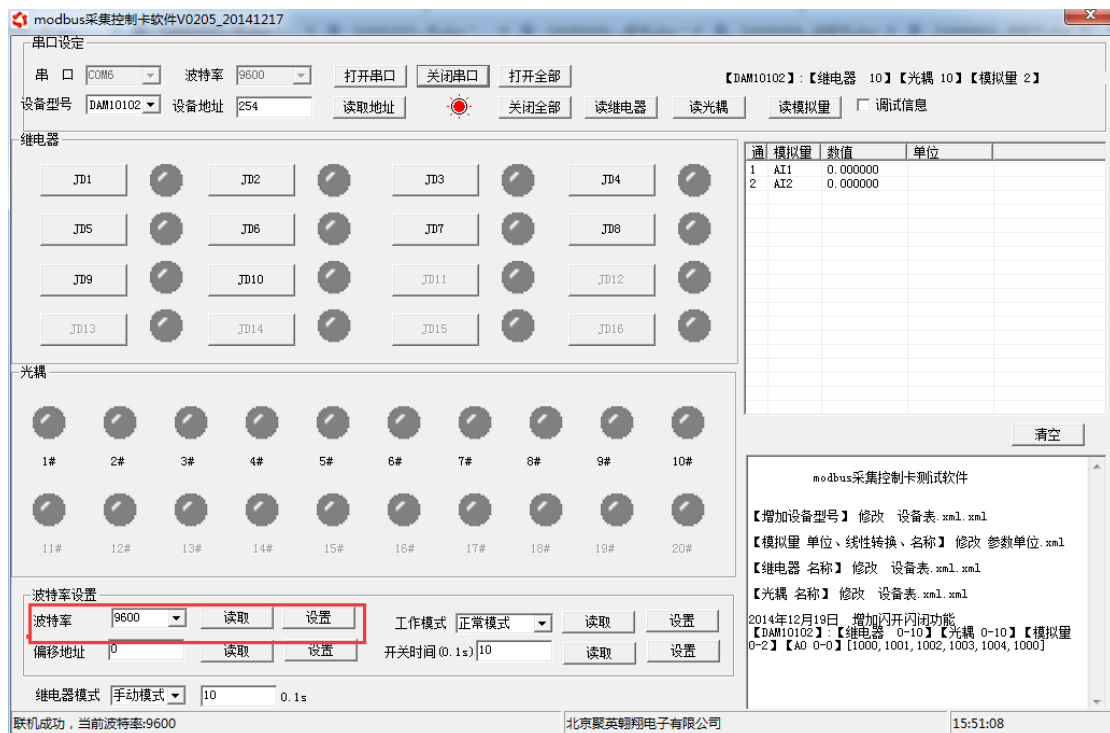 modbus采集控制卡软件V0205_20141217
串口设定
串 口 COM6 波特率 9600 打开串口 关闭串口 打开全部 【DAM10102】:【继电器 10】【光耦 10】【模拟量 2】
设备型号 DAM10102 设备地址 254 读取地址 关闭全部 读继电器 读光耦 读模拟量 调试信息
继电器
JD1 JD2 JD3 JD4
JD5 JD6 JD7 JD8
JD9 JD10 JD11 JD12
JD13 JD14 JD15 JD16
通 模拟量 数值 单位
1 AI1 0.000000
2 AI2 0.000000
光耦
1# 2# 3# 4# 5# 6# 7# 8# 9# 10#
11# 12# 13# 14# 15# 16# 17# 18# 19# 20#
清空
modbus采集控制卡测试软件
【增加设备型号】 修改 设备表.xml.xml
【模拟量 单位、线性转换、名称】 修改 参数单位.xml
【继电器 名称】 修改 设备表.xml.xml
【光耦 名称】 修改 设备表.xml.xml
2014年12月19日 增加闪开闪闭功能
【DAM10102】:【继电器 0-10】【光耦 0-10】【模拟量
0-2】【AO 0-0】[1000,1001,1002,1003,1004,1000]
波特率设置
波特率 9600 读取 设置 工作模式 正常模式 读取 设置
偏移地址 0 读取 设置 开关时间(0.1s) 10 读取 设置
继电器模式 手动模式 10 0.1s
联机成功，当前波特率:9600 北京聚英翱翔电子有限公司 15:51:08